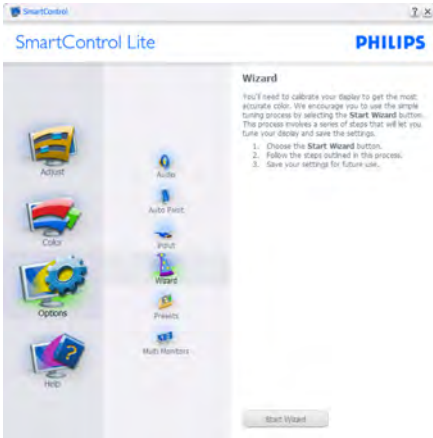 SmartControl
SmartControl Lite
PHILIPS
Adjust
Color
Options
Help
Audio
Auto Pivot
Input
Wizard
Presets
Multi Monitors
Wizard
You'll need to calibrate your display to get the most
accurate color. We encourage you to use the simple
tuning process by selecting the Start Wizard button.
This process involves a series of steps that will let you
tune your display and save the settings.
1. Choose the Start Wizard button.
2. Follow the steps outlined in this process.
3. Save your settings for future use.
Start Wizard